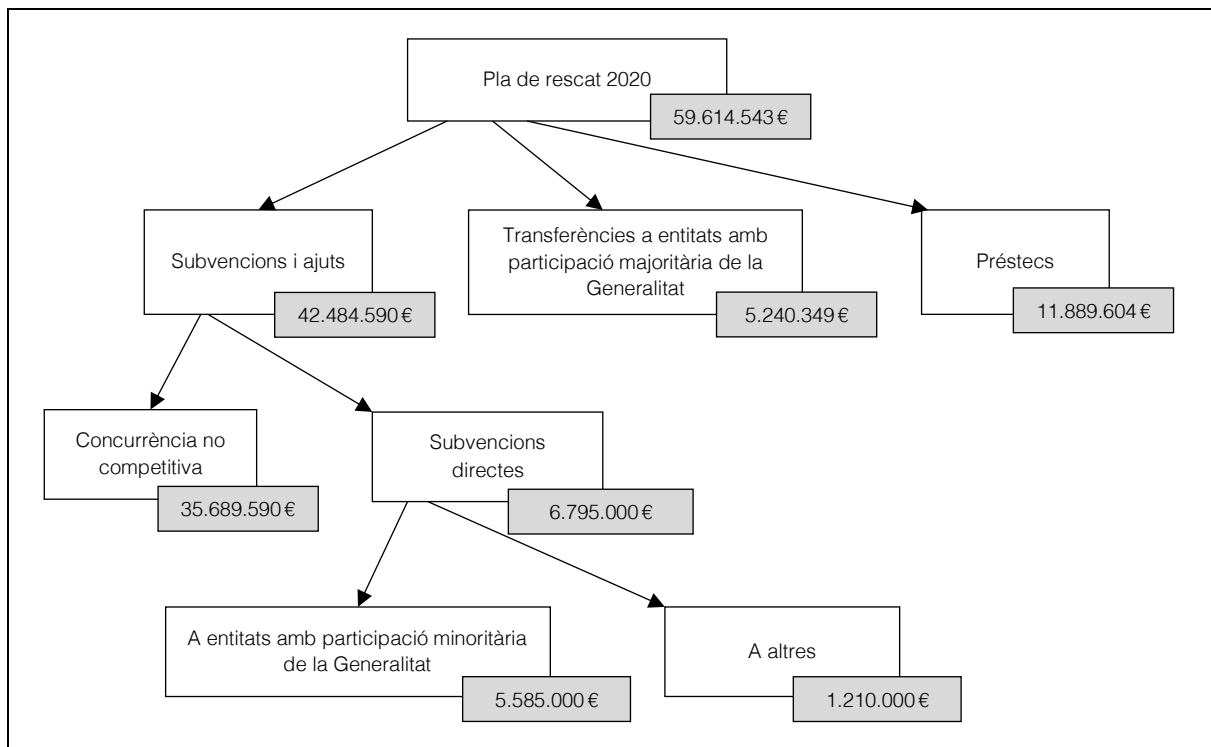 Pla de rescat 2020
59.614.543 €
Subvencions i ajuts
42.484.590 €
Transferències a entitats amb
participació majoritària de la
Generalitat
5.240.349 €
Préstecs
11.889.604 €
Concurrència no
competitiva
35.689.590 €
Subvencions
directes
6.795.000 €
A entitats amb participació minoritària
de la Generalitat
5.585.000 €
A altres
1.210.000 €